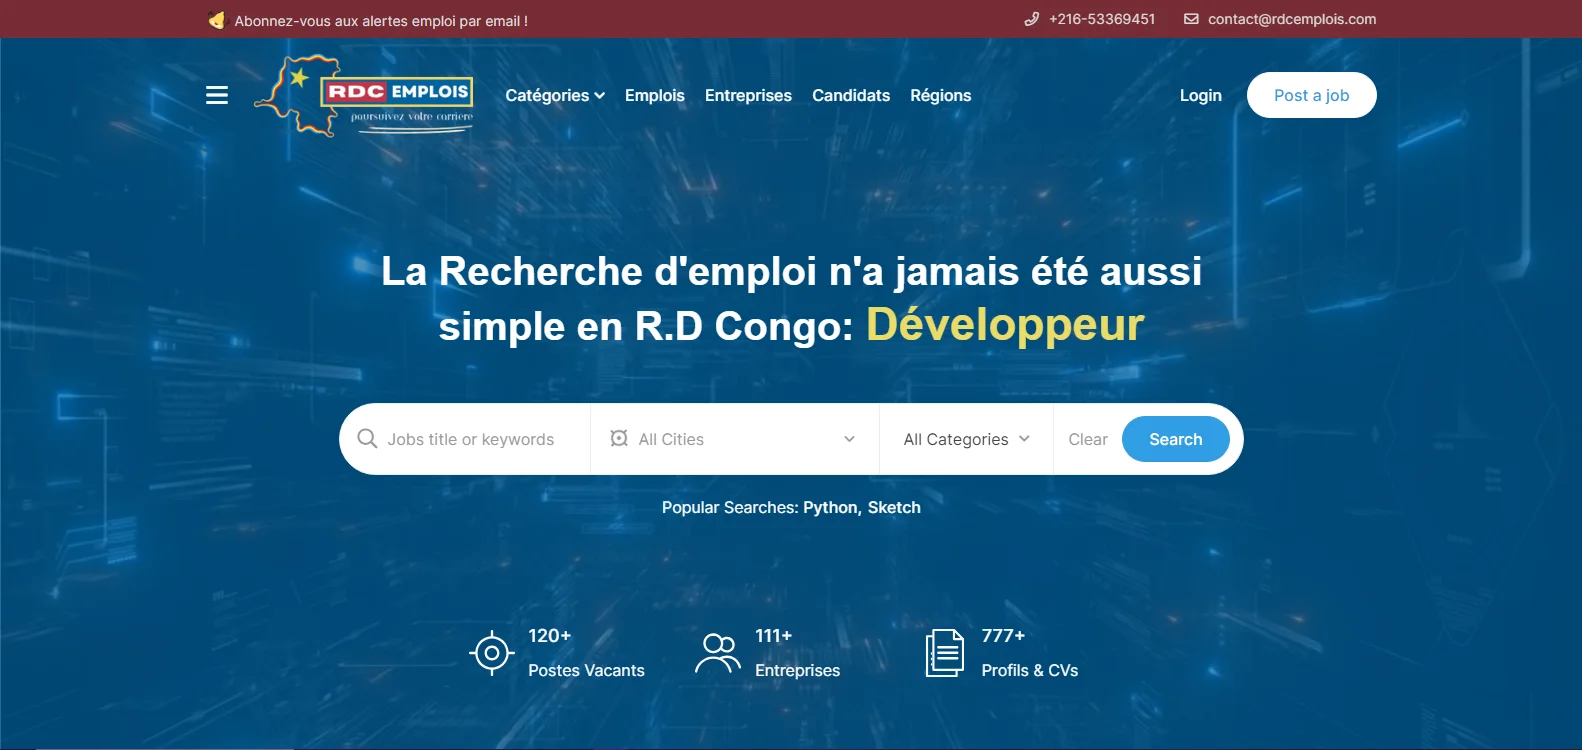 Abonnez-vous aux alertes emploi par email !
+216-53369451
contact@rdcemplois.com
RDC EMPLOIS
poursuivez votre carriere
Catégories
Emplois
Entreprises
Candidats
Régions
Login
Post a job
La Recherche d'emploi n'a jamais été aussi
simple en R.D Congo: Développeur
Jobs title or keywords
All Cities
All Categories
Clear
Search
Popular Searches: Python, Sketch
120+
Postes Vacants
111+
Entreprises
777+
Profils & CVs